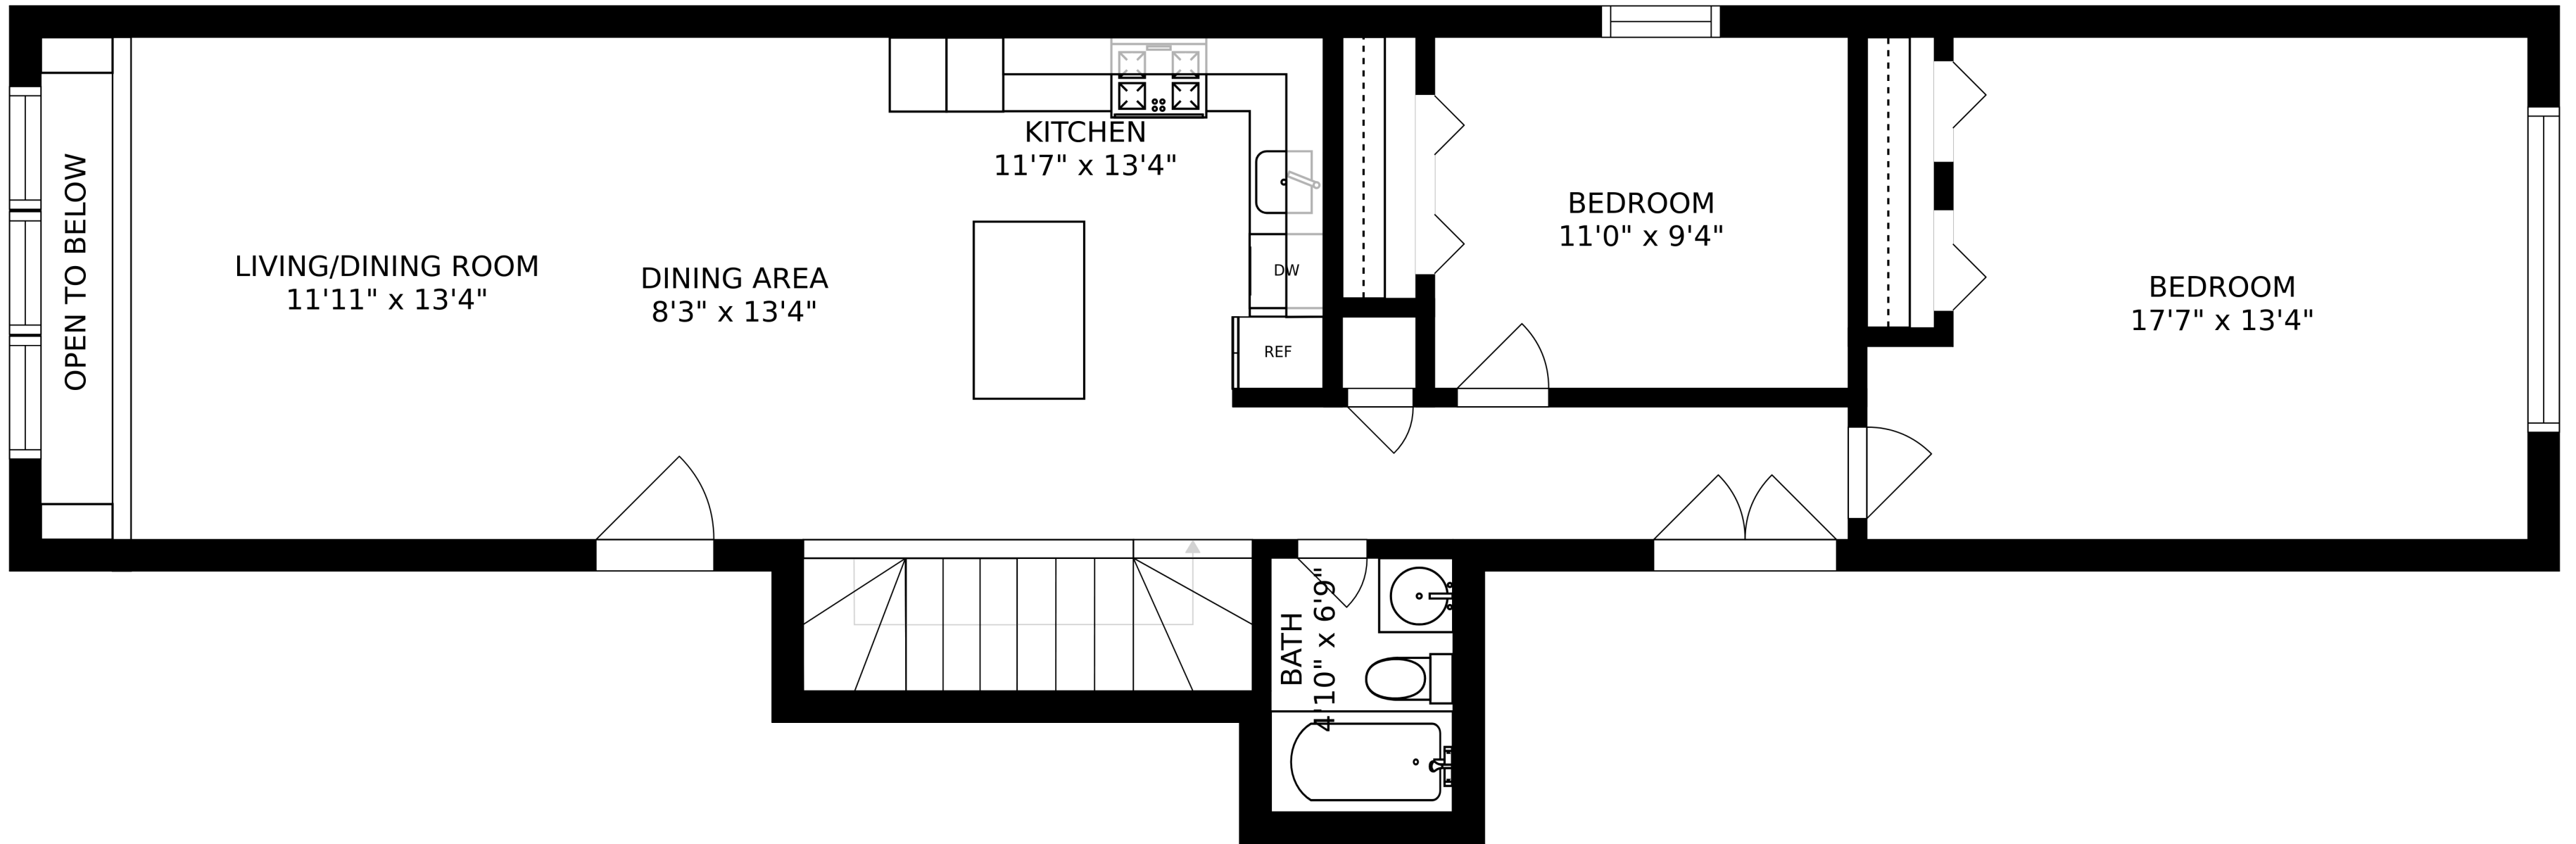 OPEN TO BELOW
LIVING/DINING ROOM
11'11" x 13'4"
DINING AREA
8'3" x 13'4"
KITCHEN
11'7" x 13'4"
DW
REF
BEDROOM
11'0" x 9'4"
BEDROOM
17'7" x 13'4"
BATH
4'10" x 6'9"